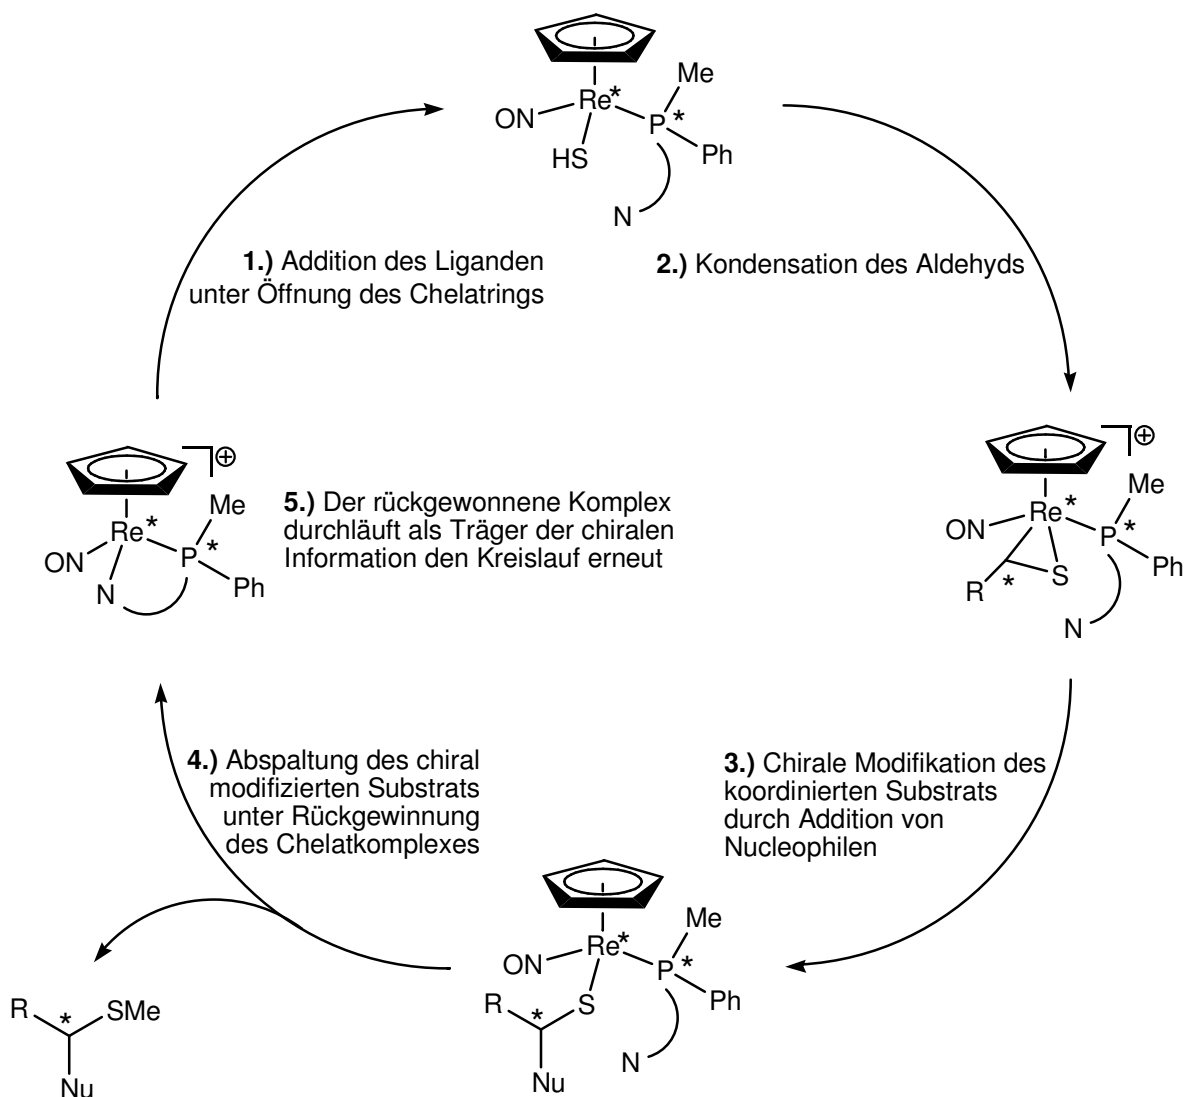 Me
Re*
ON
P *
HS
Ph
N
1.) Addition des Liganden
unter Öffnung des Chelatrings
2.) Kondensation des Aldehyds
⊕
Me
Re*
ON
P *
N
Ph
5.) Der rückgewonnene Komplex
durchläuft als Träger der chiralen
Information den Kreislauf erneut
⊕
Me
Re*
ON
P *
S
Ph
R *
N
4.) Abspaltung des chiral
modifizierten Substrats
unter Rückgewinnung
des Chelatkomplexes
3.) Chirale Modifikation des
koordinierten Substrats
durch Addition von
Nucleophilen
Me
Re*
ON
P *
S
Ph
R *
N
Nu
R * SMe
Nu